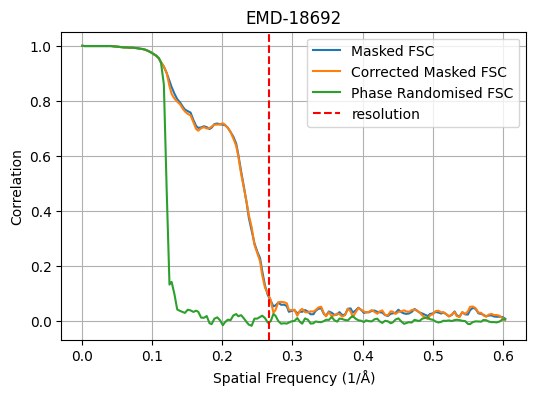 EMD-18692
Masked FSC
Corrected Masked FSC
Phase Randomised FSC
resolution
Correlation
1.0
0.8
0.6
0.4
0.2
0.0
0.0 0.1 0.2 0.3 0.4 0.5 0.6
Spatial Frequency (1/Å)